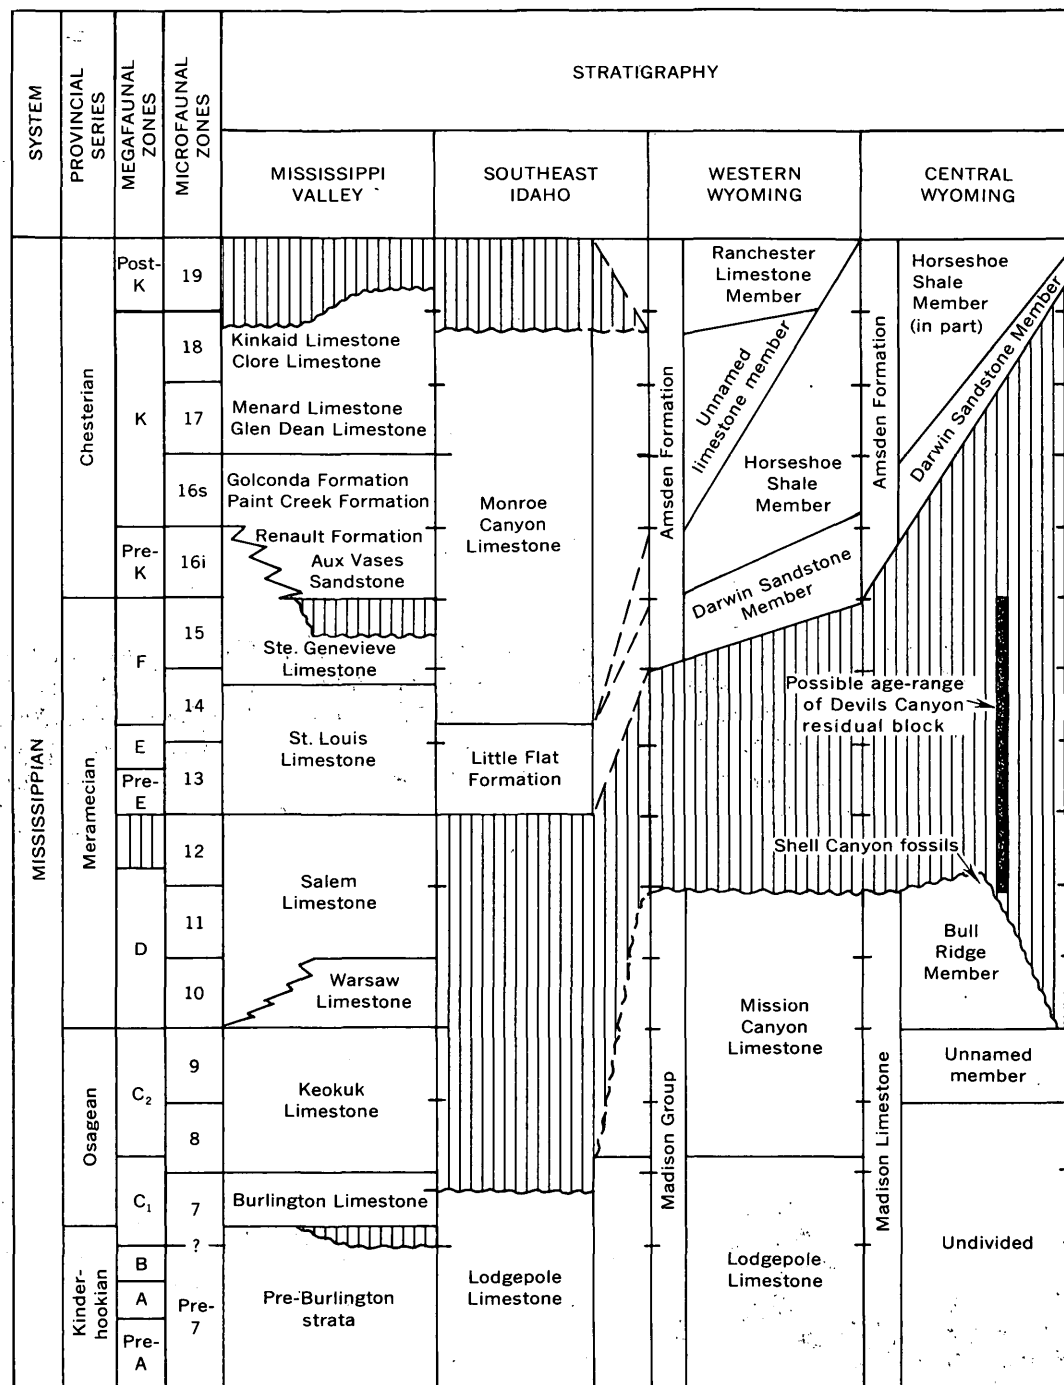 SYSTEM
PROVINCIAL
SERIES
MEGAFAUNAL
ZONES
MICROFAUNAL
ZONES
STRATIGRAPHY
MISSISSIPPI
VALLEY
SOUTHEAST
IDAHO
WESTERN
WYOMING
CENTRAL
WYOMING
MISSISSIPPIAN
Chesterian
Meramecian
Osagean
Kinder-
hookian
Post-
K
K
Pre-
K
F
E
Pre-
E
D
C₂
C₁
B
A
Pre-
A
19
18
17
16s
16i
15
14
13
12
11
10
9
8
7
?
Pre-
7
Kinkaid Limestone
Clore Limestone
Menard Limestone
Glen Dean Limestone
Golconda Formation
Paint Creek Formation
Renault Formation
Aux Vases
Sandstone
Ste. Genevieve
Limestone
St. Louis
Limestone
Salem
Limestone
Warsaw
Limestone
Keokuk
Limestone
Burlington Limestone
Pre-Burlington
strata
Monroe
Canyon
Limestone
Little Flat
Formation
Lodgepole
Limestone
Amsden Formation
Madison Group
Ranchester
Limestone
Member
Unnamed
limestone member
Horseshoe
Shale
Member
Darwin Sandstone
Member
Mission
Canyon
Limestone
Lodgepole
Limestone
Amsden Formation
Madison Limestone
Horseshoe
Shale
Member
(in part)
Darwin Sandstone Member
Possible age-range
of Devils Canyon
residual block
Shell Canyon fossils
Bull
Ridge
Member
Unnamed
member
Undivided